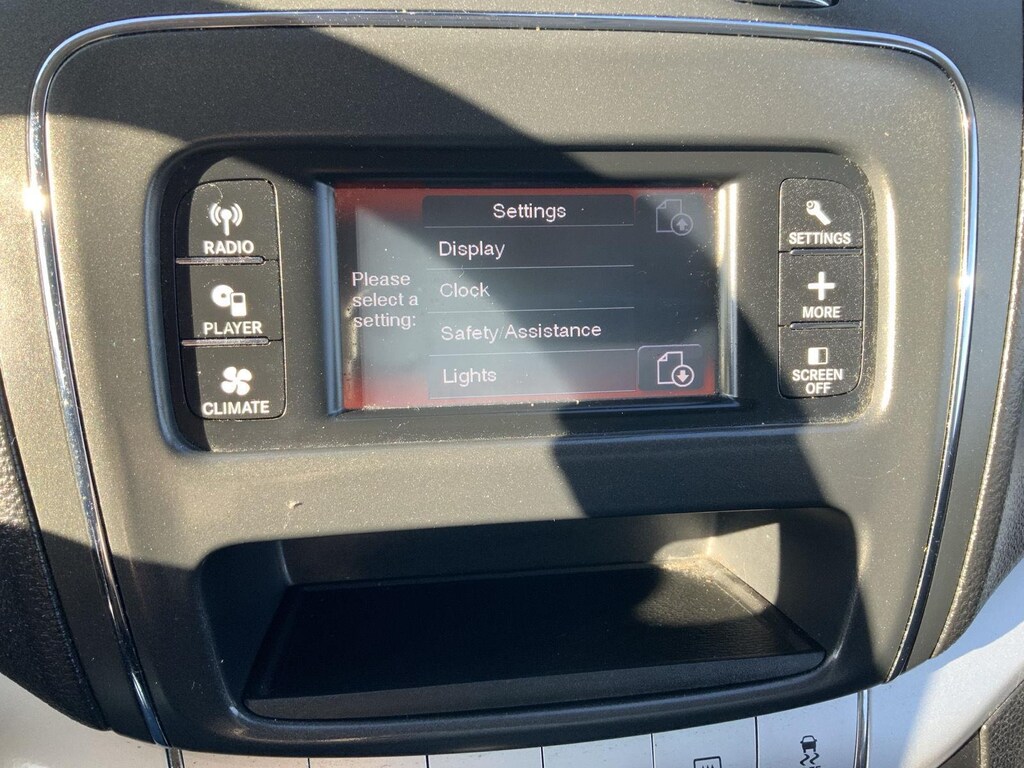 RADIO
PLAYER
CLIMATE
Settings
Please
select a
setting:
Display
Clock
Safety/Assistance
Lights
SETTINGS
MORE
SCREEN
OFF